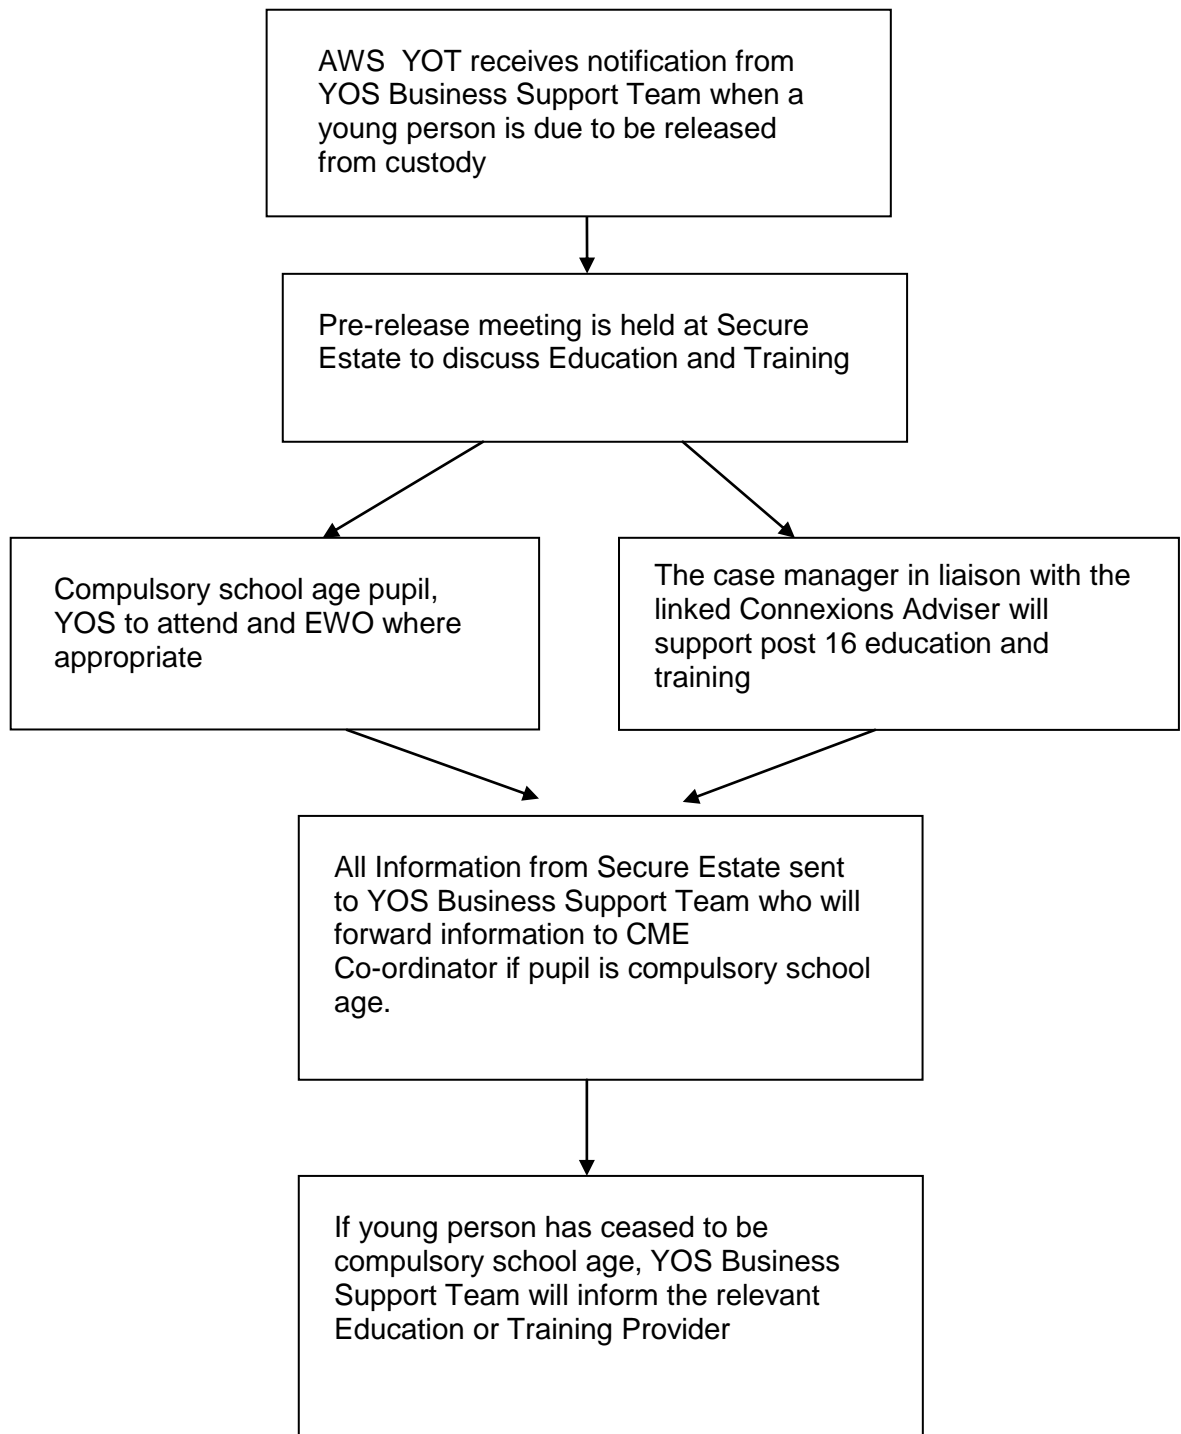 AWS  YOT receives notification from
YOS Business Support Team when a
young person is due to be released
from custody
Pre-release meeting is held at Secure
Estate to discuss Education and Training
Compulsory school age pupil,
YOS to attend and EWO where
appropriate
The case manager in liaison with the
linked Connexions Adviser will
support post 16 education and
training
All Information from Secure Estate sent
to YOS Business Support Team who will
forward information to CME
Co-ordinator if pupil is compulsory school
age.
If young person has ceased to be
compulsory school age, YOS Business
Support Team will inform the relevant
Education or Training Provider